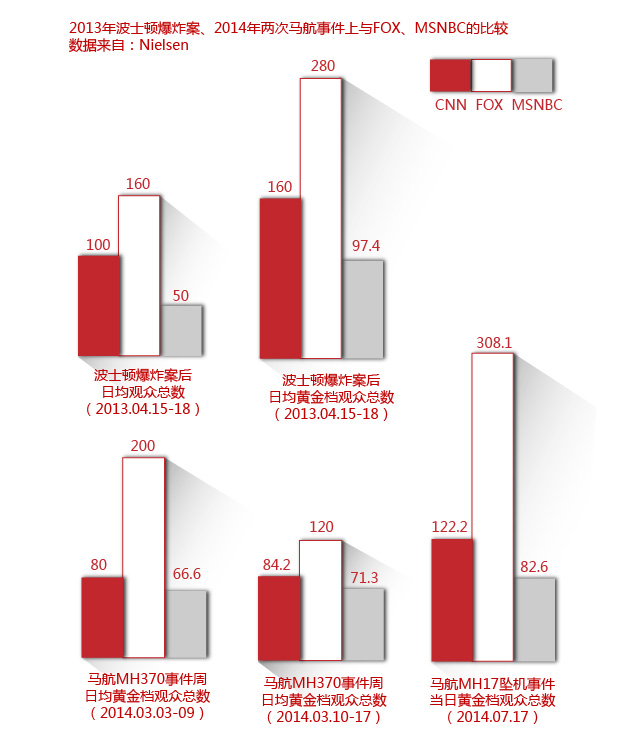 2013年波士顿爆炸案、2014年两次马航事件上与FOX、MSNBC的比较
数据来自：Nielsen
CNN FOX MSNBC
100
160
50
波士顿爆炸案后
日均观众总数
（2013.04.15-18）
160
280
97.4
波士顿爆炸案后
日均黄金档观众总数
（2013.04.15-18）
80
200
66.6
马航MH370事件周
日均黄金档观众总数
（2014.03.03-09）
84.2
120
71.3
马航MH370事件周
日均黄金档观众总数
（2014.03.10-17）
122.2
308.1
82.6
马航MH17坠机事件
当日黄金档观众总数
（2014.07.17）